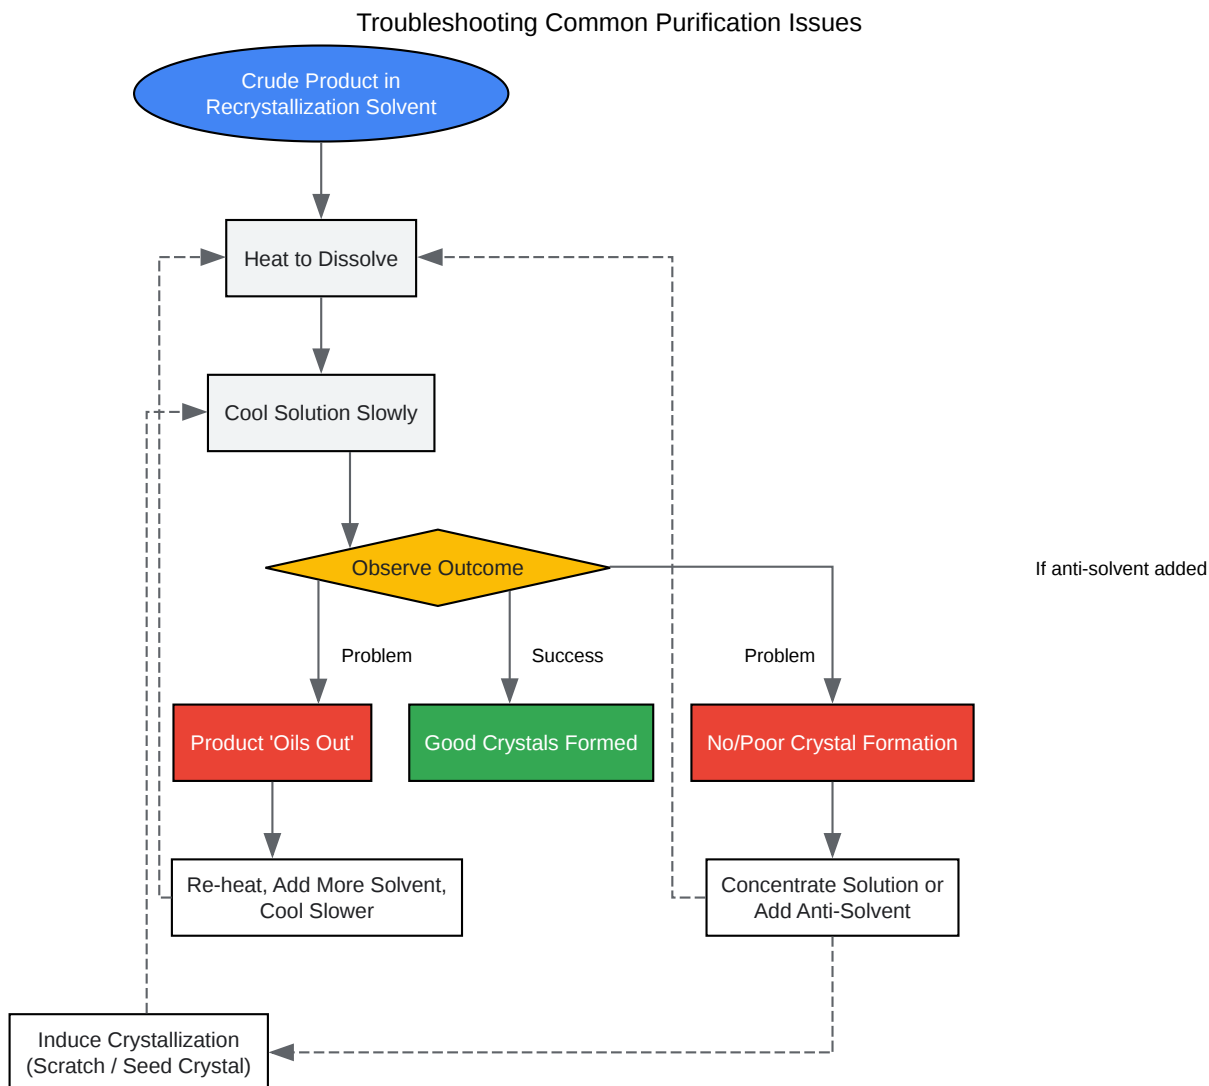 Troubleshooting Common Purification Issues
Crude Product in
Recrystallization Solvent
Heat to Dissolve
Cool Solution Slowly
Observe Outcome
If anti-solvent added
Problem
Success
Problem
Product 'Oils Out'
Good Crystals Formed
No/Poor Crystal Formation
Re-heat, Add More Solvent,
Cool Slower
Concentrate Solution or
Add Anti-Solvent
Induce Crystallization
(Scratch / Seed Crystal)